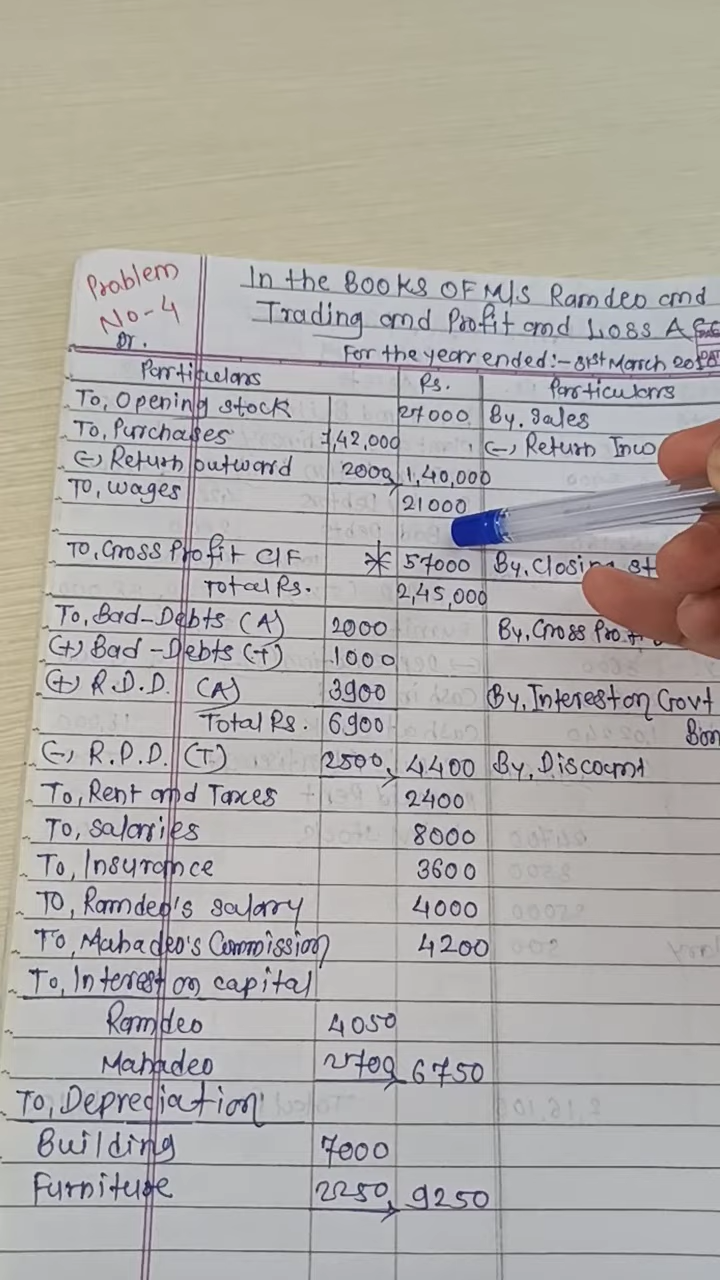 Problem No-4
In the Books OF M/s Ramdeo and
Trading and Profit and Loss A
For the year ended:- 31st March
Dr.
Particulars Rs. Particulars
To, Opening stock 27000 By, Sales
To, Purchases 1,42,000 (-) Return Inw
(-) Return outward 2000 1,40,000
To, wages 21000
To, Gross Profit C/F * 57000 By, Closing st
Total Rs. 2,45,000
To, Bad-Debts (A) 2000 By, Gross Prof
(+) Bad-Debts (T) 1000
(+) R.D.D. (A) 3900 By, Interest on Govt
Total Rs. 6900 Bon
(-) R.D.D. (T) 2500 4400 By, Discount
To, Rent and Taxes 2400
To, Salaries 8000
To, Insurance 3600
To, Ramdeo's salary 4000
To, Mahadeo's Commission 4200
To, Interest on capital
Ramdeo 4050
Mahadeo 2700 6750
To, Depreciation
Building 7000
Furniture 2250 9250